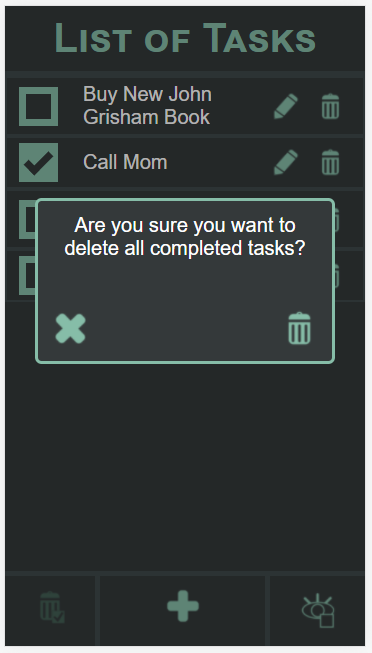 List of Tasks
Buy New John
Grisham Book
Call Mom
Are you sure you want to
delete all completed tasks?